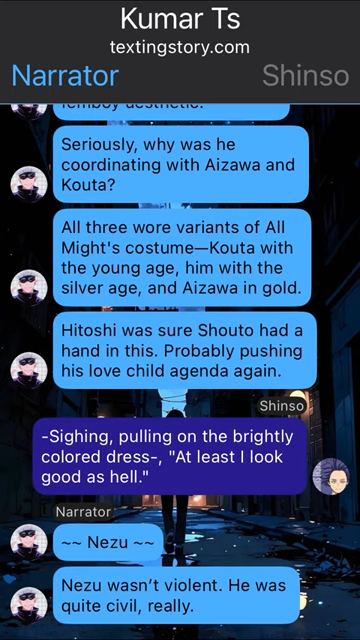 Kumar Ts
textingstory.com
Narrator
Shinso
femboy aesthetic.
Seriously, why was he
coordinating with Aizawa and
Kouta?
All three wore variants of All
Might's costume—Kouta with
the young age, him with the
silver age, and Aizawa in gold.
Hitoshi was sure Shouto had a
hand in this. Probably pushing
his love child agenda again.
Shinso
-Sighing, pulling on the brightly
colored dress-, "At least I look
good as hell."
Narrator
~~ Nezu ~~
Nezu wasn’t violent. He was
quite civil, really.